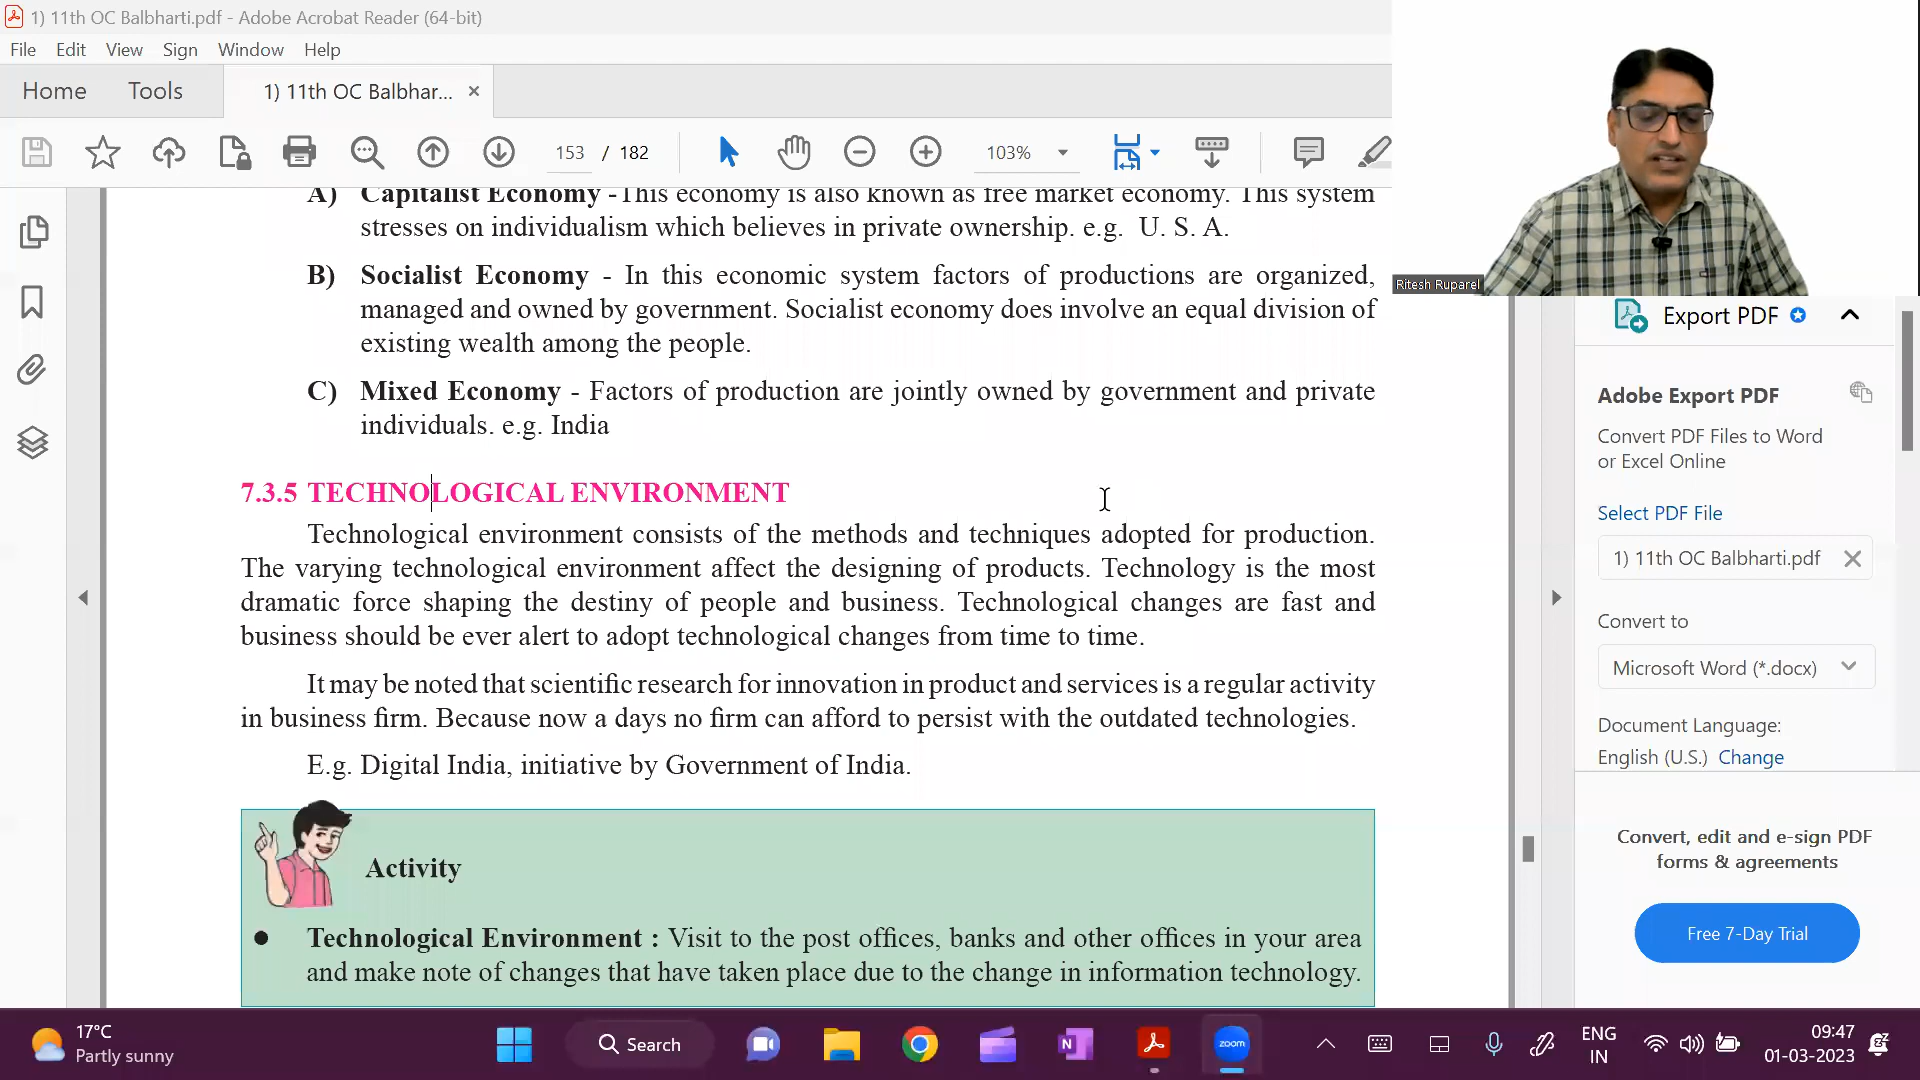 1) 11th OC Balbharti.pdf - Adobe Acrobat Reader (64-bit)
File Edit View Sign Window Help
Home Tools 1) 11th OC Balbhar... ×
153 / 182 103%
A) Capitalist Economy -This economy is also known as free market economy. This system
stresses on individualism which believes in private ownership. e.g. U. S. A.
B) Socialist Economy - In this economic system factors of productions are organized,
managed and owned by government. Socialist economy does involve an equal division of
existing wealth among the people.
C) Mixed Economy - Factors of production are jointly owned by government and private
individuals. e.g. India
7.3.5 TECHNOLOGICAL ENVIRONMENT
Technological environment consists of the methods and techniques adopted for production.
The varying technological environment affect the designing of products. Technology is the most
dramatic force shaping the destiny of people and business. Technological changes are fast and
business should be ever alert to adopt technological changes from time to time.
It may be noted that scientific research for innovation in product and services is a regular activity
in business firm. Because now a days no firm can afford to persist with the outdated technologies.
E.g. Digital India, initiative by Government of India.
Activity
● Technological Environment : Visit to the post offices, banks and other offices in your area
and make note of changes that have taken place due to the change in information technology.
Ritesh Ruparel
Export PDF
Adobe Export PDF
Convert PDF Files to Word
or Excel Online
Select PDF File
1) 11th OC Balbharti.pdf
Convert to
Microsoft Word (*.docx)
Document Language:
English (U.S.) Change
Convert, edit and e-sign PDF
forms & agreements
Free 7-Day Trial
17°C
Partly sunny
Search
N
zoom
ENG
IN
09:47
01-03-2023